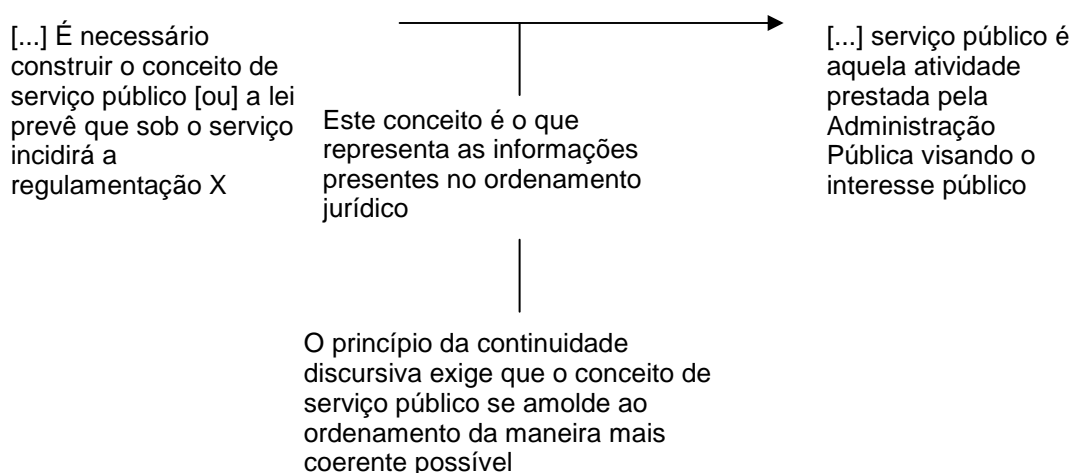 [...] É necessário
construir o conceito de
serviço público [ou] a lei
prevê que sob o serviço
incidirá a
regulamentação X
Este conceito é o que
representa as informações
presentes no ordenamento
jurídico
[...] serviço público é
aquela atividade
prestada pela
Administração
Pública visando o
interesse público
O princípio da continuidade
discursiva exige que o conceito de
serviço público se amolde ao
ordenamento da maneira mais
coerente possível